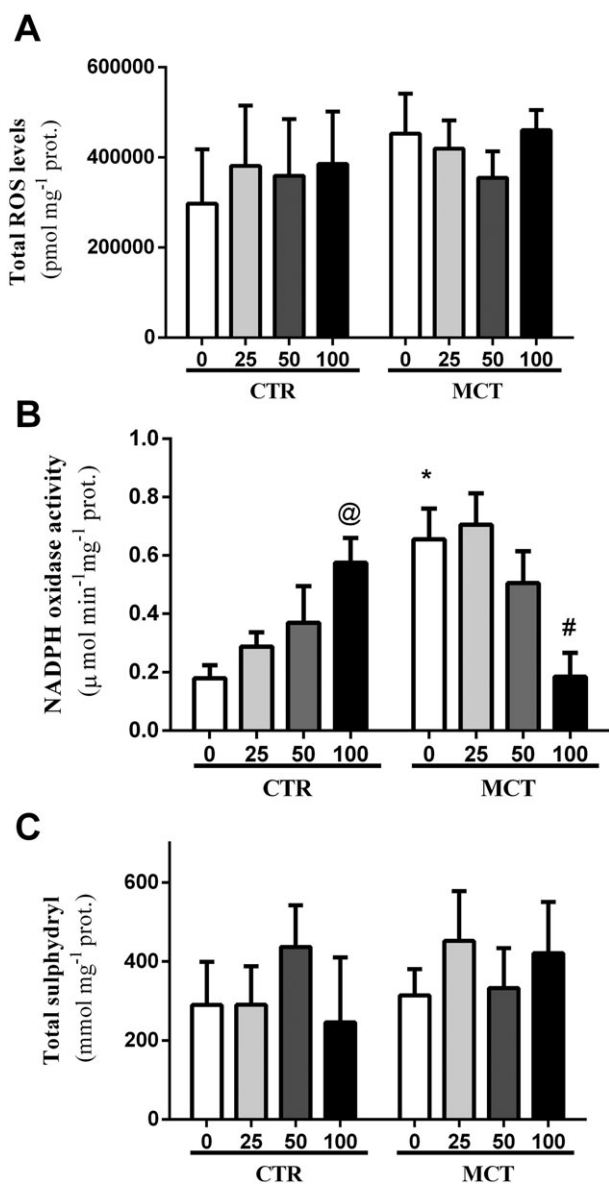 A
Total ROS levels
(pmol mg⁻¹ prot.)
600000
400000
200000
0
0 25 50 100 0 25 50 100
CTR MCT
B
NADPH oxidase activity
(μ mol min⁻¹mg⁻¹ prot.)
1.0
0.8
0.6
0.4
0.2
0.0
@
*
#
0 25 50 100 0 25 50 100
CTR MCT
C
Total sulphydryl
(mmol mg⁻¹ prot.)
600
400
200
0
0 25 50 100 0 25 50 100
CTR MCT